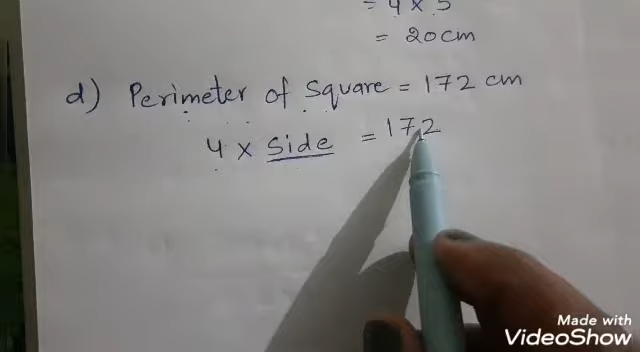 = 4 x 5
= 20cm
d) Perimeter of Square = 172 cm
4 x Side = 172
Made with
VideoShow